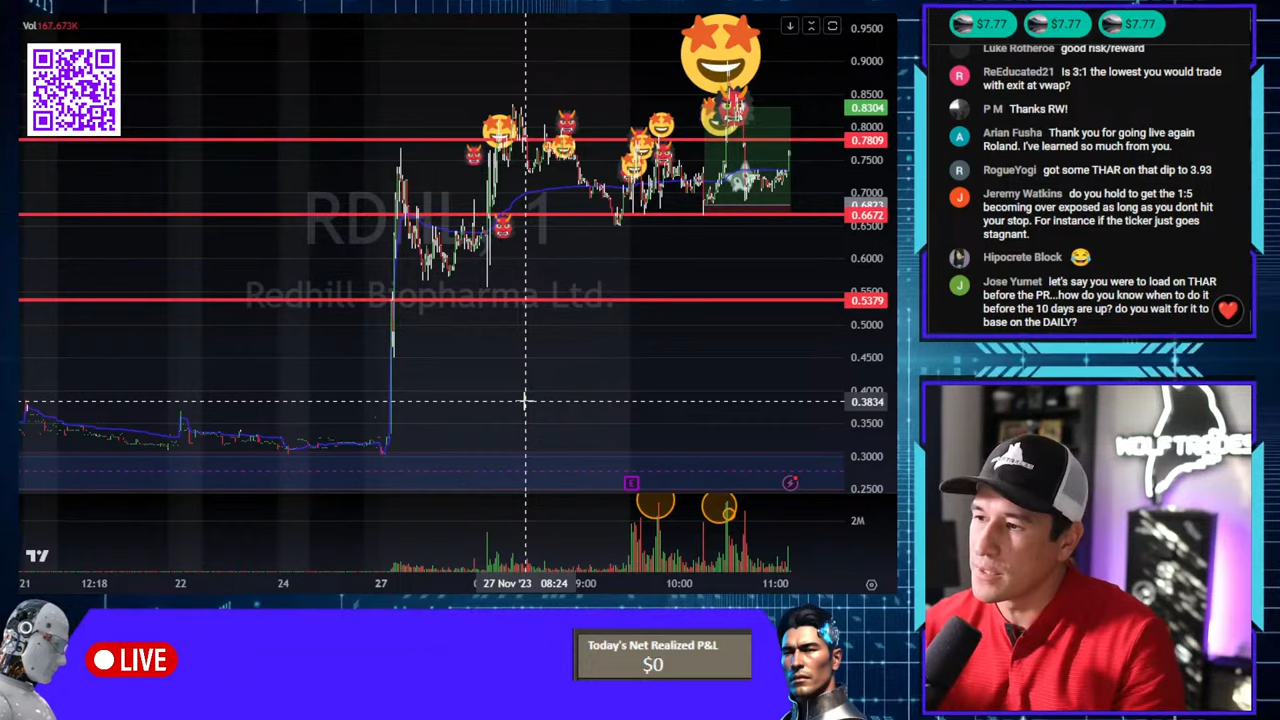 Vol167.673K
RDHL 1
Redhill Biopharma Ltd.
0.9500
0.9000
0.8500
0.8304
0.8000
0.7809
0.7500
0.7000
0.6823
0.6672
0.6500
0.6000
0.5500
0.5379
0.5000
0.4500
0.4000
0.3834
0.3500
0.3000
0.2500
2M
E
21
12:18
22
24
27
27 Nov '23 08:24
9:00
10:00
11:00
$7.77
$7.77
$7.77
Luke Rotheroe good risk/reward
R
ReEducated21 Is 3:1 the lowest you would trade
with exit at vwap?
P M Thanks RW!
A
Arian Fusha Thank you for going live again
Roland. I've learned so much from you.
RogueYogi got some THAR on that dip to 3.93
J
Jeremy Watkins do you hold to get the 1:5
becoming over exposed as long as you dont hit
your stop. For instance if the ticker just goes
stagnant.
Hipocrete Block
J
Jose Yumet let's say you were to load on THAR
before the PR...how do you know when to do it
before the 10 days are up? do you wait for it to
base on the DAILY?
WOLFTRADES
LIVE
Today's Net Realized P&L
$0